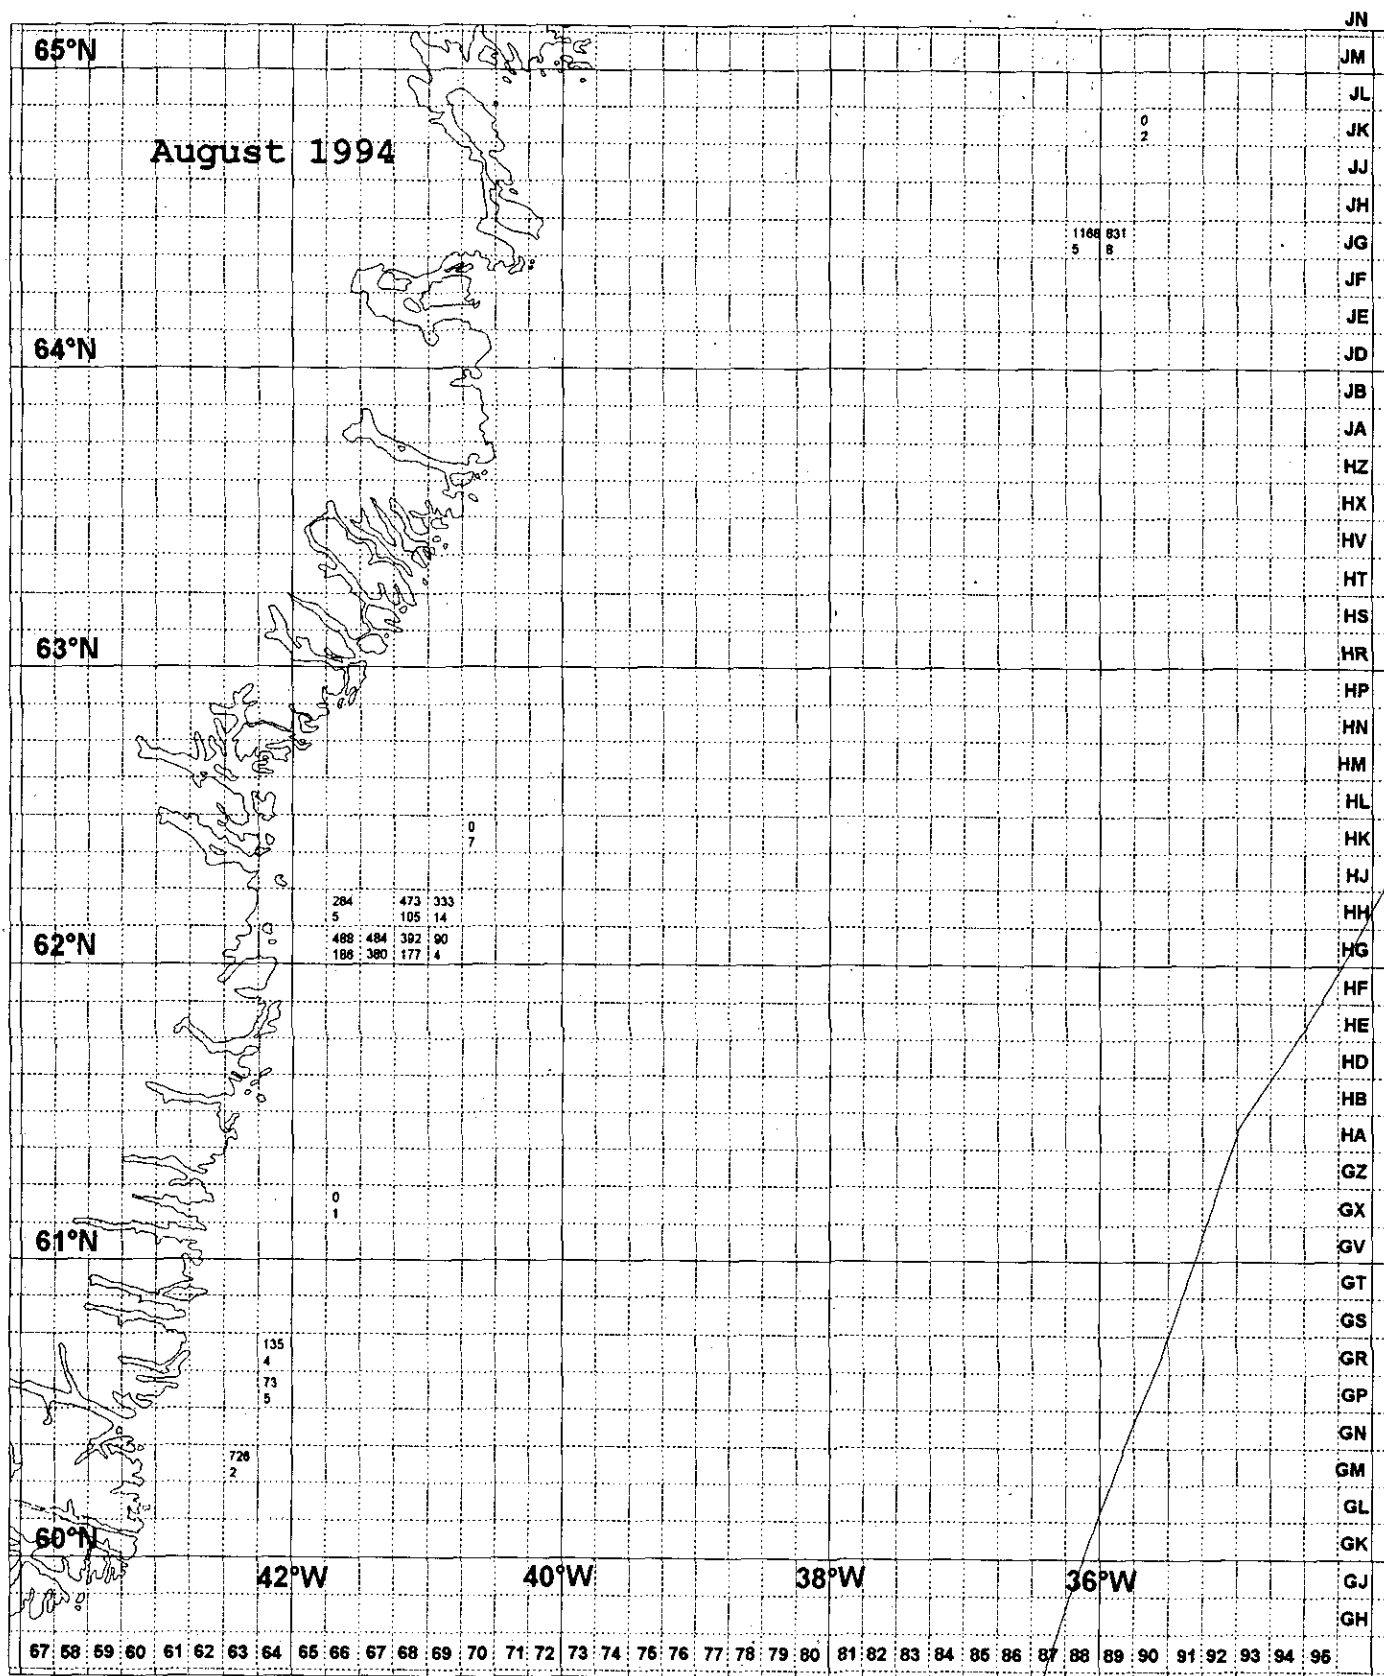 JN
65°N JM
JL
0 JK
2
August 1994
JJ
JH
1168 831 JG
5 8
JF
JE
64°N JD
JB
JA
HZ
HX
HV
HT
HS
63°N HR
HP
HN
HM
HL
0 HK
7
HJ
284 473 333 HH
5 105 14
62°N 488 484 392 90 HG
186 380 177 4
HF
HE
HD
HB
HA
GZ
0 GX
1
61°N GV
GT
GS
135 GR
4
73 GP
5
GN
726 GM
2
GL
60°N GK
42°W 40°W 38°W 36°W GJ
GH
67 58 59 60 61 62 63 64 65 66 67 68 69 70 71 72 73 74 75 76 77 78 79 80 81 82 83 84 85 86 87 88 89 90 91 92 93 94 95